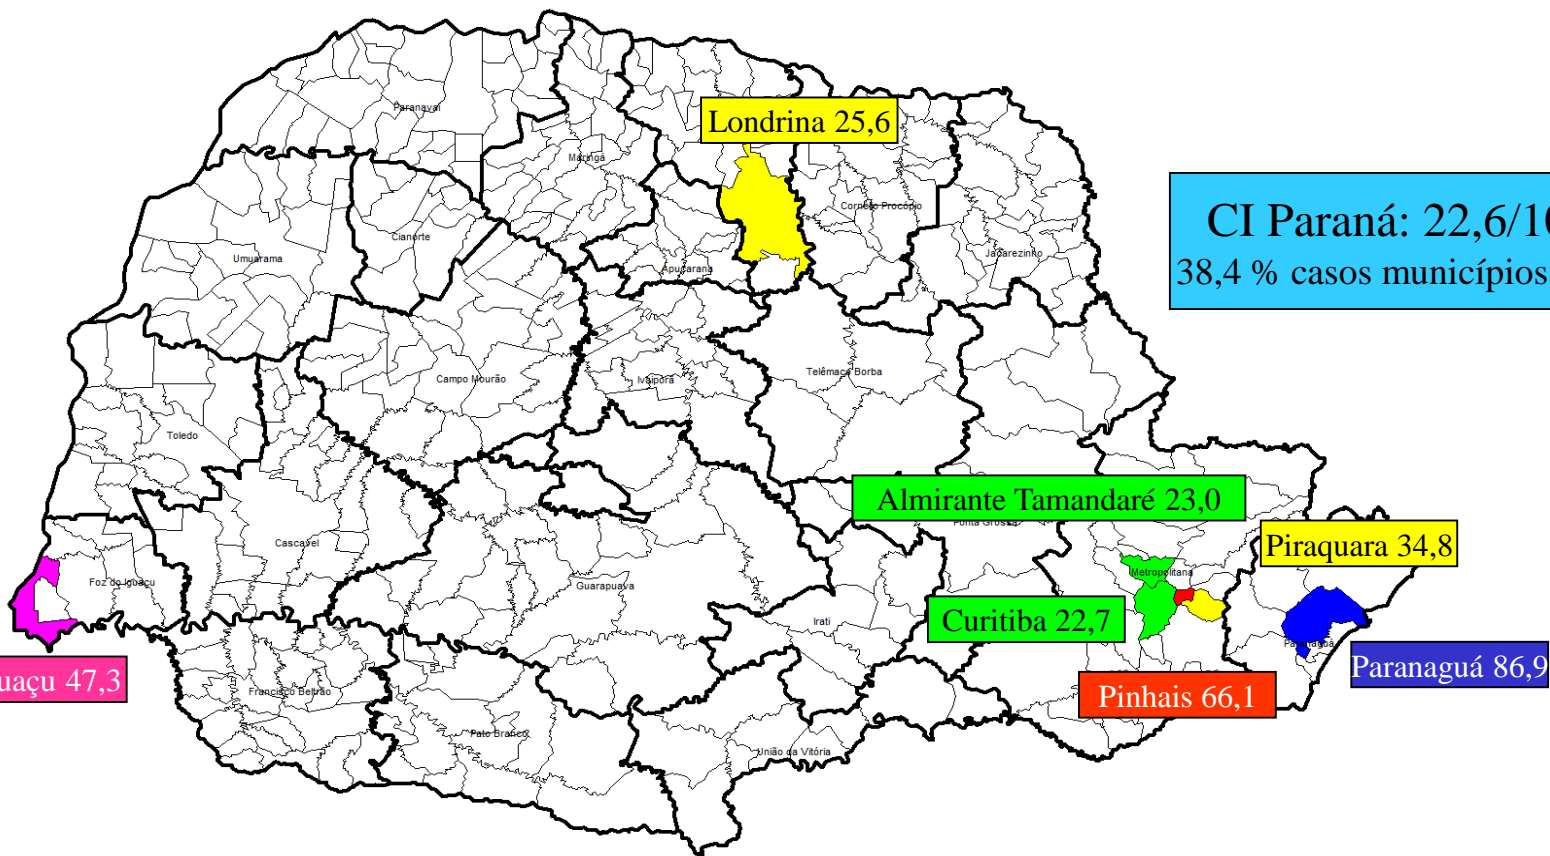 Paranavaí
Londrina 25,6
Maringá
Cornélio Procópio
CI Paraná: 22,6/10
38,4 % casos municípios
Cianorte
Umuarama
Jacarezinho
Apucarana
Telêmaco Borba
Campo Mourão
Ivaiporã
Toledo
Almirante Tamandaré 23,0
Ponta Grossa
Cascavel
Piraquara 34,8
Metropolitana
Foz do Iguaçu
Guarapuava
Irati
Curitiba 22,7
Paranaguá
uaçu 47,3
Paranaguá 86,9
Francisco Beltrão
Pinhais 66,1
Pato Branco
União da Vitória